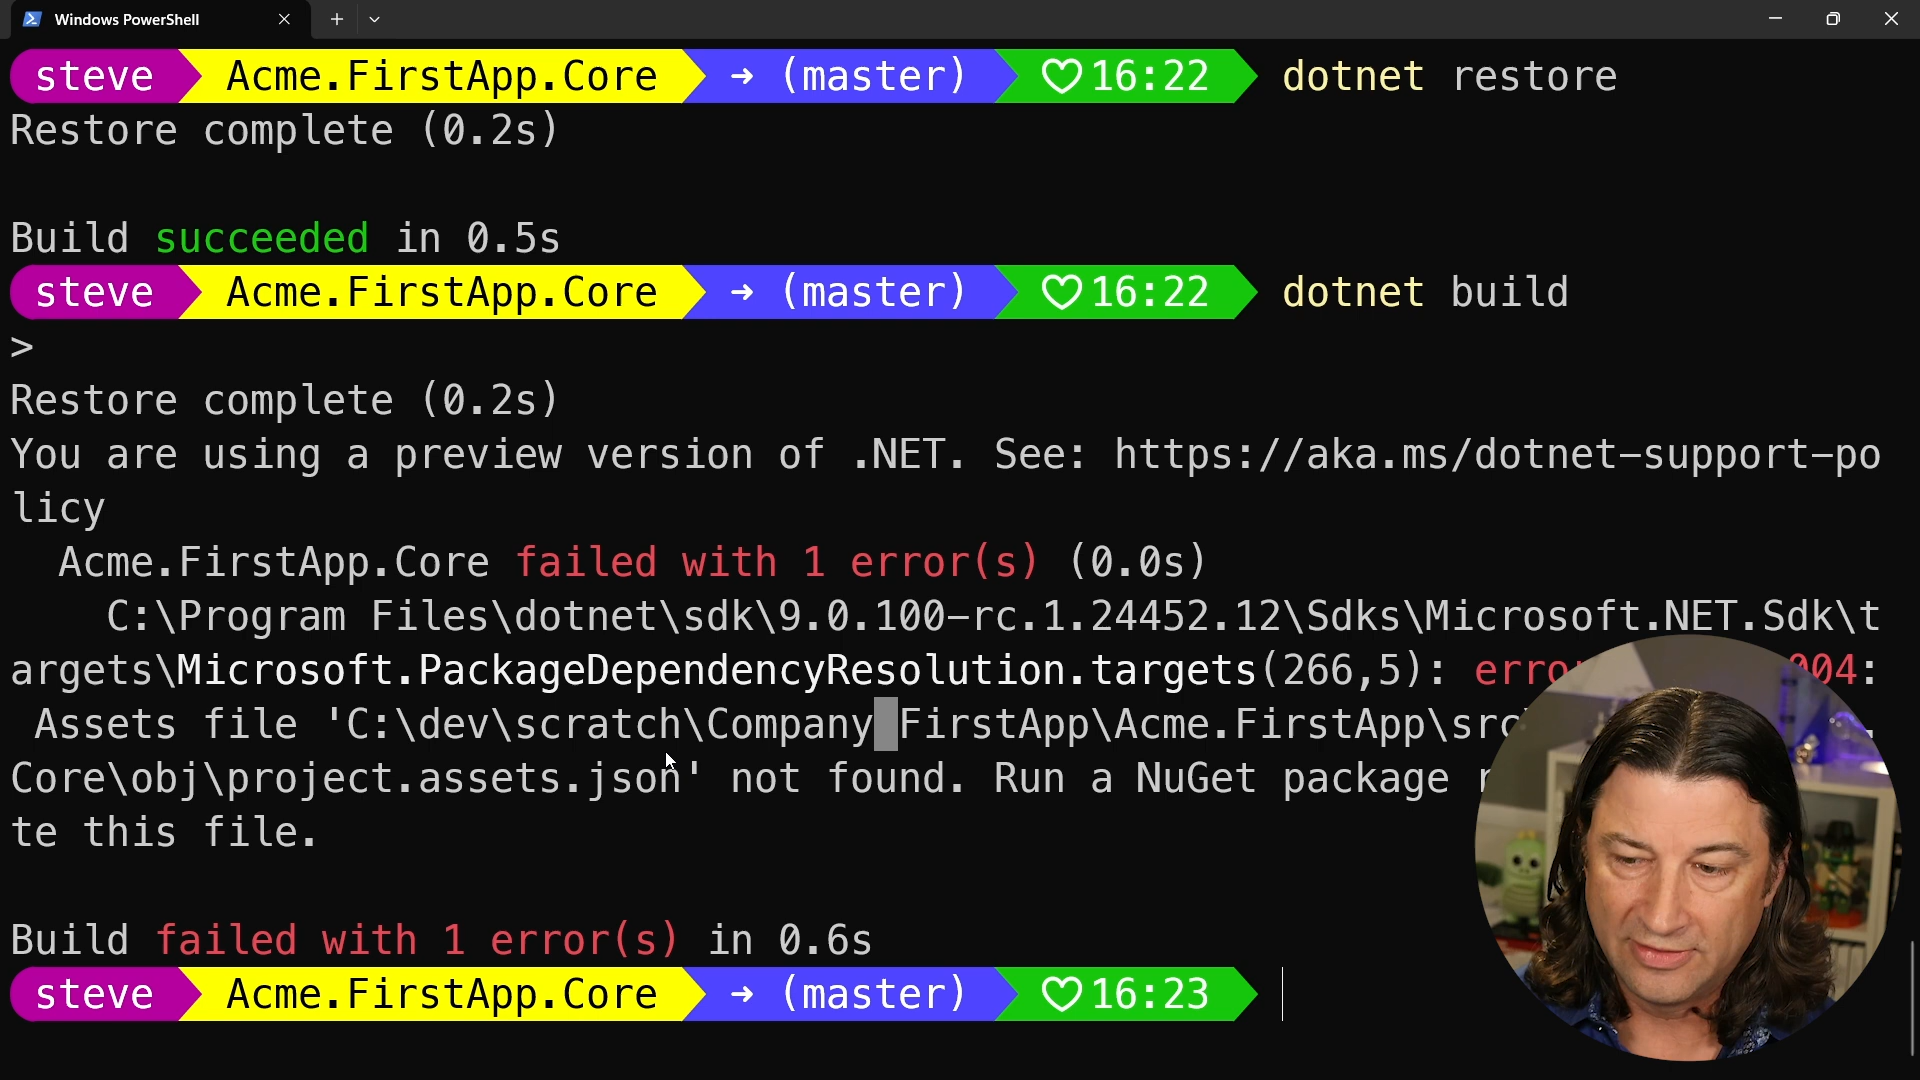 Windows PowerShell
steve Acme.FirstApp.Core → (master) ♡16:22 dotnet restore
Restore complete (0.2s)
Build succeeded in 0.5s
steve Acme.FirstApp.Core → (master) ♡16:22 dotnet build
>
Restore complete (0.2s)
You are using a preview version of .NET. See: https://aka.ms/dotnet-support-po
licy
Acme.FirstApp.Core failed with 1 error(s) (0.0s)
C:\Program Files\dotnet\sdk\9.0.100-rc.1.24452.12\Sdks\Microsoft.NET.Sdk\t
argets\Microsoft.PackageDependencyResolution.targets(266,5): 004:
Assets file 'C:\dev\scratch\Company FirstApp\Acme.FirstApp\src
Core\obj\project.assets.json' not found. Run a NuGet package
te this file.
Build failed with 1 error(s) in 0.6s
steve Acme.FirstApp.Core → (master) ♡16:23